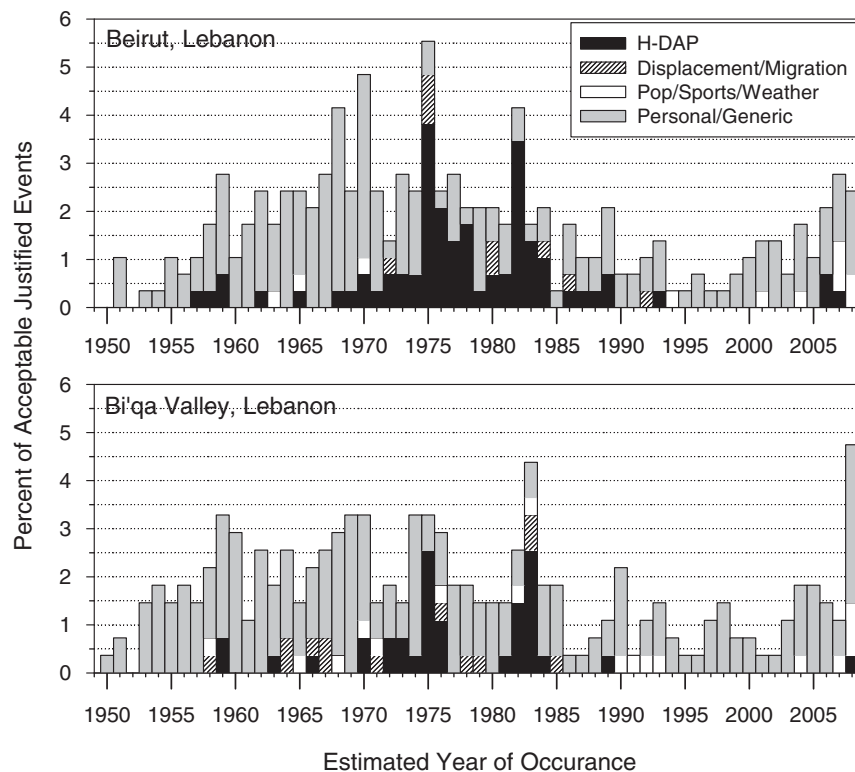 Percent of Acceptable Justified Events
6
5
4
3
2
1
0
Beirut, Lebanon
H-DAP
Displacement/Migration
Pop/Sports/Weather
Personal/Generic
1950 1955 1960 1965 1970 1975 1980 1985 1990 1995 2000 2005
6
5
4
3
2
1
0
Bi'qa Valley, Lebanon
1950 1955 1960 1965 1970 1975 1980 1985 1990 1995 2000 2005
Estimated Year of Occurance